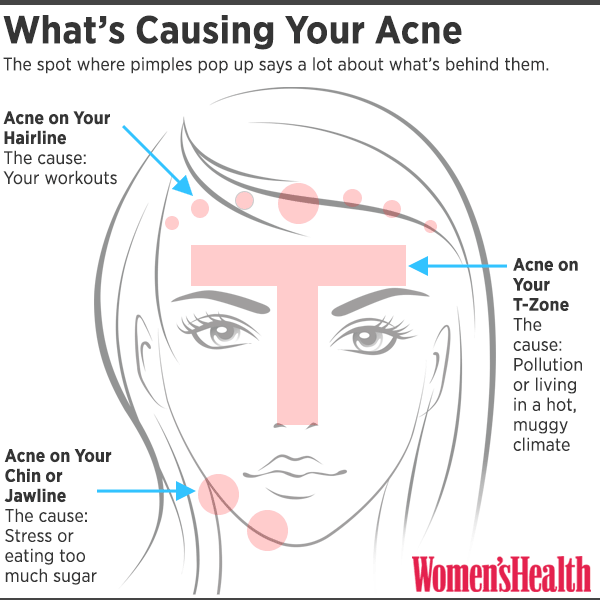 What's Causing Your Acne
The spot where pimples pop up says a lot about what's behind them.
Acne on Your
Hairline
The cause:
Your workouts
T
Acne on
Your
T-Zone
The
cause:
Pollution
or living
in a hot,
muggy
climate
Acne on Your
Chin or
Jawline
The cause:
Stress or
eating too
much sugar
Women'sHealth